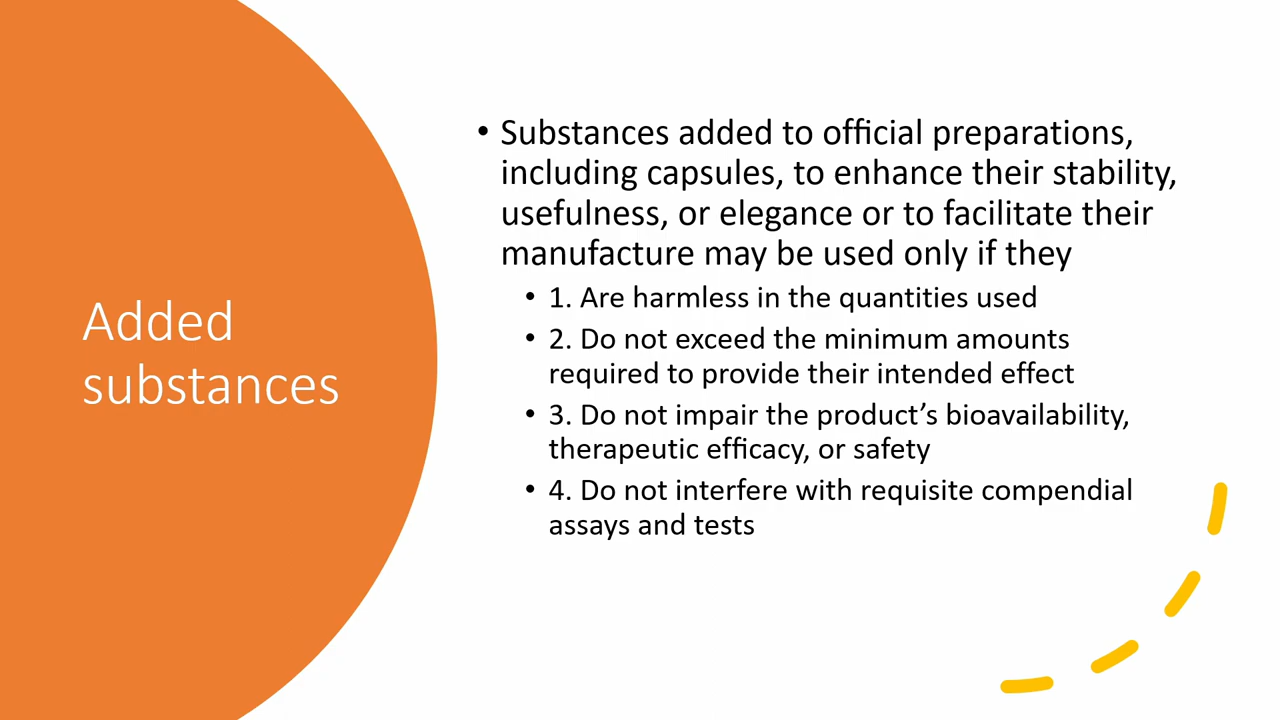 Added
substances
• Substances added to official preparations,
including capsules, to enhance their stability,
usefulness, or elegance or to facilitate their
manufacture may be used only if they
• 1. Are harmless in the quantities used
• 2. Do not exceed the minimum amounts
required to provide their intended effect
• 3. Do not impair the product’s bioavailability,
therapeutic efficacy, or safety
• 4. Do not interfere with requisite compendial
assays and tests